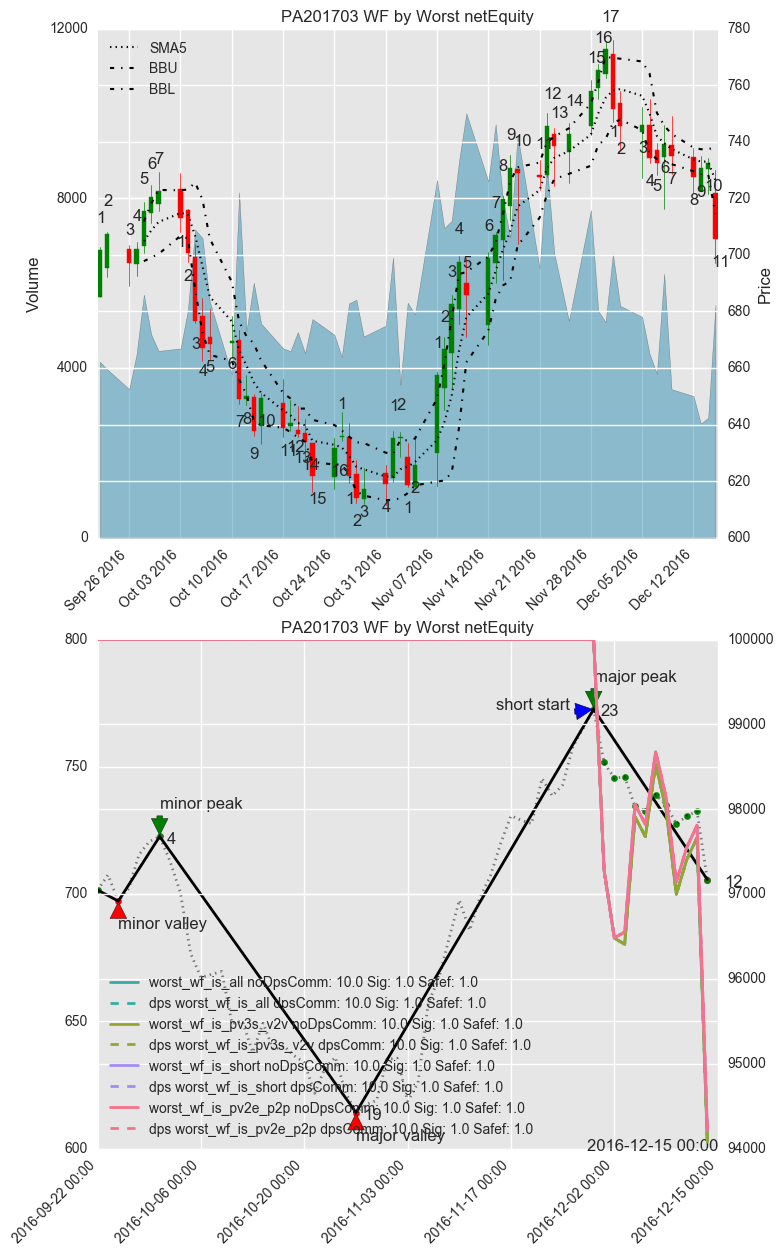 PA201703 WF by Worst netEquity
12000
8000
4000
0
Volume
780
760
740
720
700
680
660
640
620
600
Price
SMA5
BBU
BBL
Sep 26 2016
Oct 03 2016
Oct 10 2016
Oct 17 2016
Oct 24 2016
Oct 31 2016
Nov 07 2016
Nov 14 2016
Nov 21 2016
Nov 28 2016
Dec 05 2016
Dec 12 2016
PA201703 WF by Worst netEquity
800
750
700
650
600
100000
99000
98000
97000
96000
95000
94000
major peak
short start
23
minor peak
4
12
minor valley
19
major valley
worst_wf_is_all noDpsComm: 10.0 Sig: 1.0 Safef: 1.0
dps worst_wf_is_all dpsComm: 10.0 Sig: 1.0 Safef: 1.0
worst_wf_is_pv3s_v2v noDpsComm: 10.0 Sig: 1.0 Safef: 1.0
dps worst_wf_is_pv3s_v2v dpsComm: 10.0 Sig: 1.0 Safef: 1.0
worst_wf_is_short noDpsComm: 10.0 Sig: 1.0 Safef: 1.0
dps worst_wf_is_short dpsComm: 10.0 Sig: 1.0 Safef: 1.0
worst_wf_is_pv2e_p2p noDpsComm: 10.0 Sig: 1.0 Safef: 1.0
dps worst_wf_is_pv2e_p2p dpsComm: 10.0 Sig: 1.0 Safef: 1.0
2016-12-15 00:00
2016-09-22 00:00
2016-10-06 00:00
2016-10-20 00:00
2016-11-03 00:00
2016-11-17 00:00
2016-12-02 00:00
2016-12-15 00:00